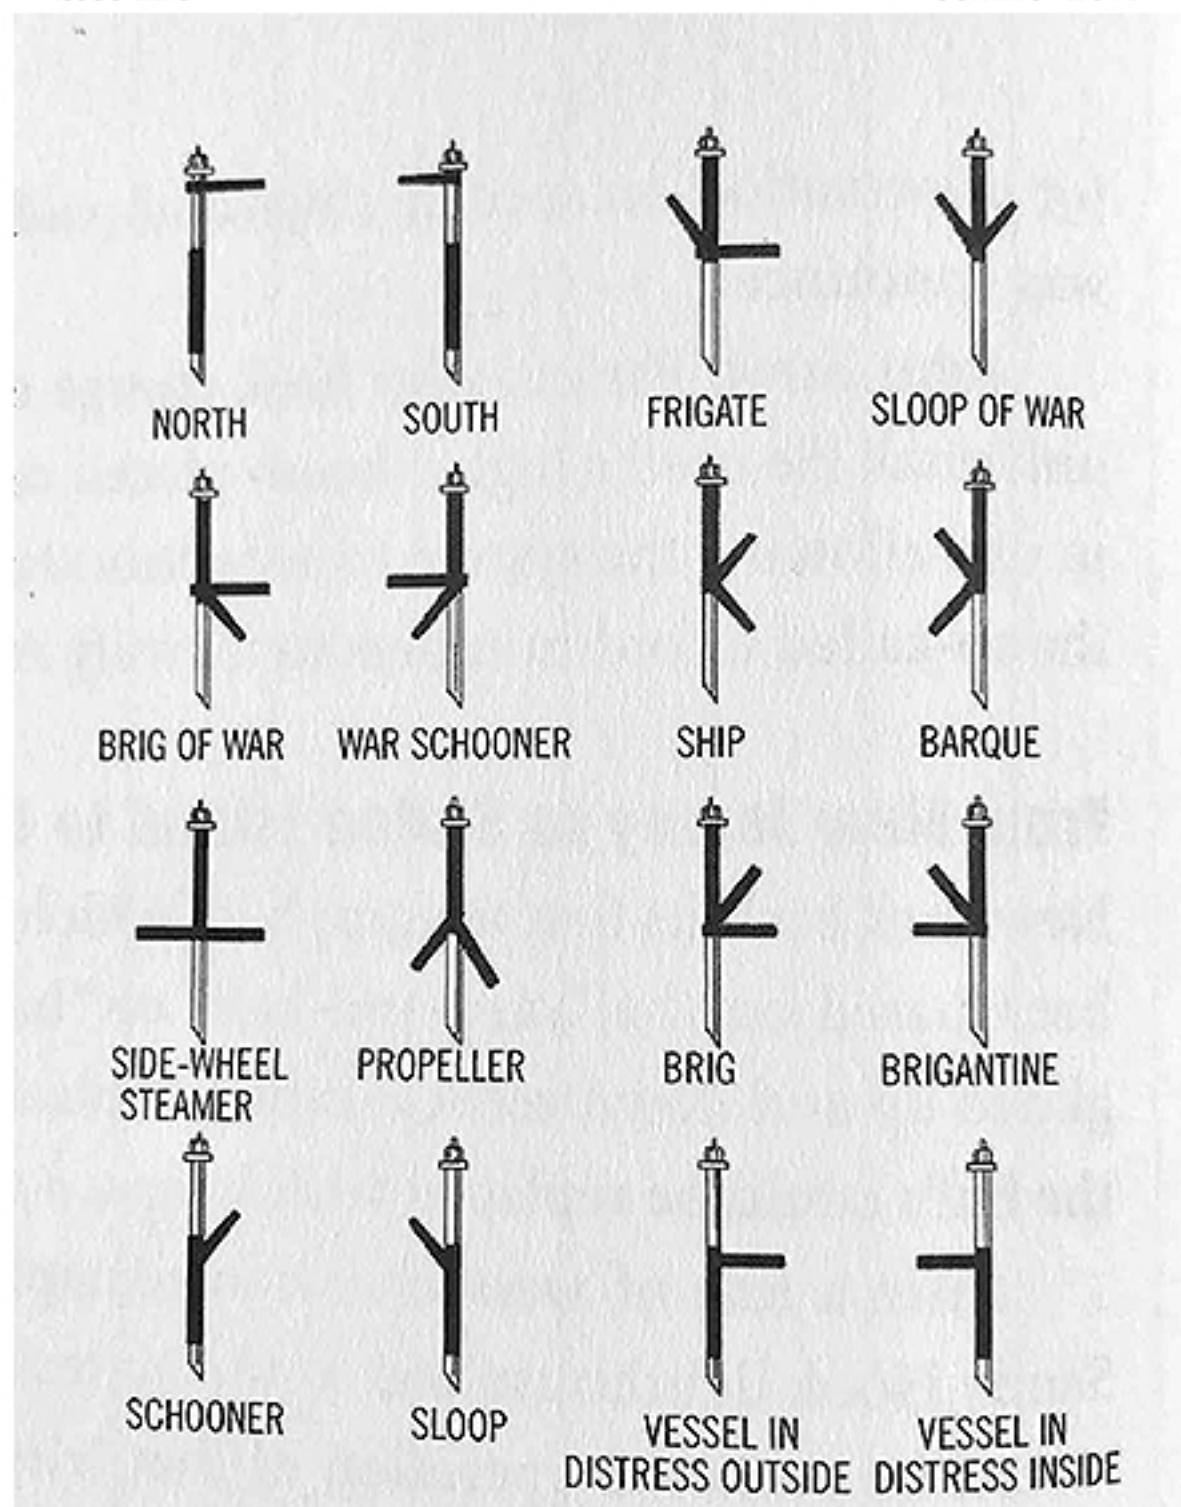 NORTH
SOUTH
FRIGATE
SLOOP OF WAR
BRIG OF WAR
WAR SCHOONER
SHIP
BARQUE
SIDE-WHEEL
STEAMER
PROPELLER
BRIG
BRIGANTINE
SCHOONER
SLOOP
VESSEL IN
DISTRESS OUTSIDE
VESSEL IN
DISTRESS INSIDE